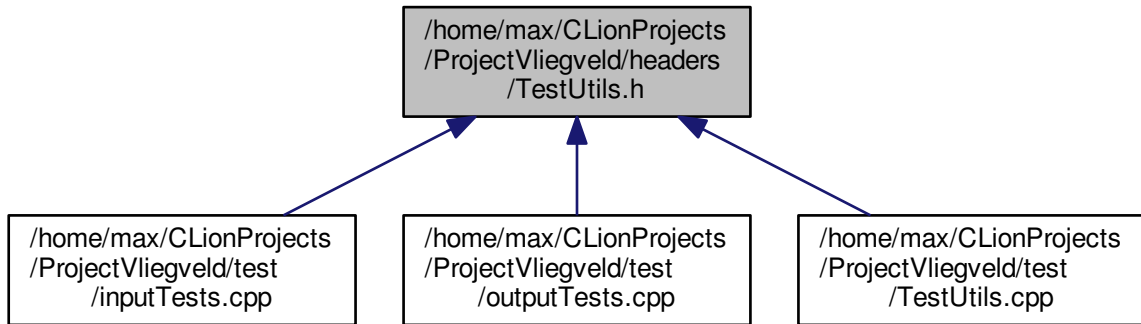 /home/max/CLionProjects
/ProjectVliegveld/headers
/TestUtils.h
/home/max/CLionProjects
/ProjectVliegveld/test
/inputTests.cpp
/home/max/CLionProjects
/ProjectVliegveld/test
/outputTests.cpp
/home/max/CLionProjects
/ProjectVliegveld/test
/TestUtils.cpp